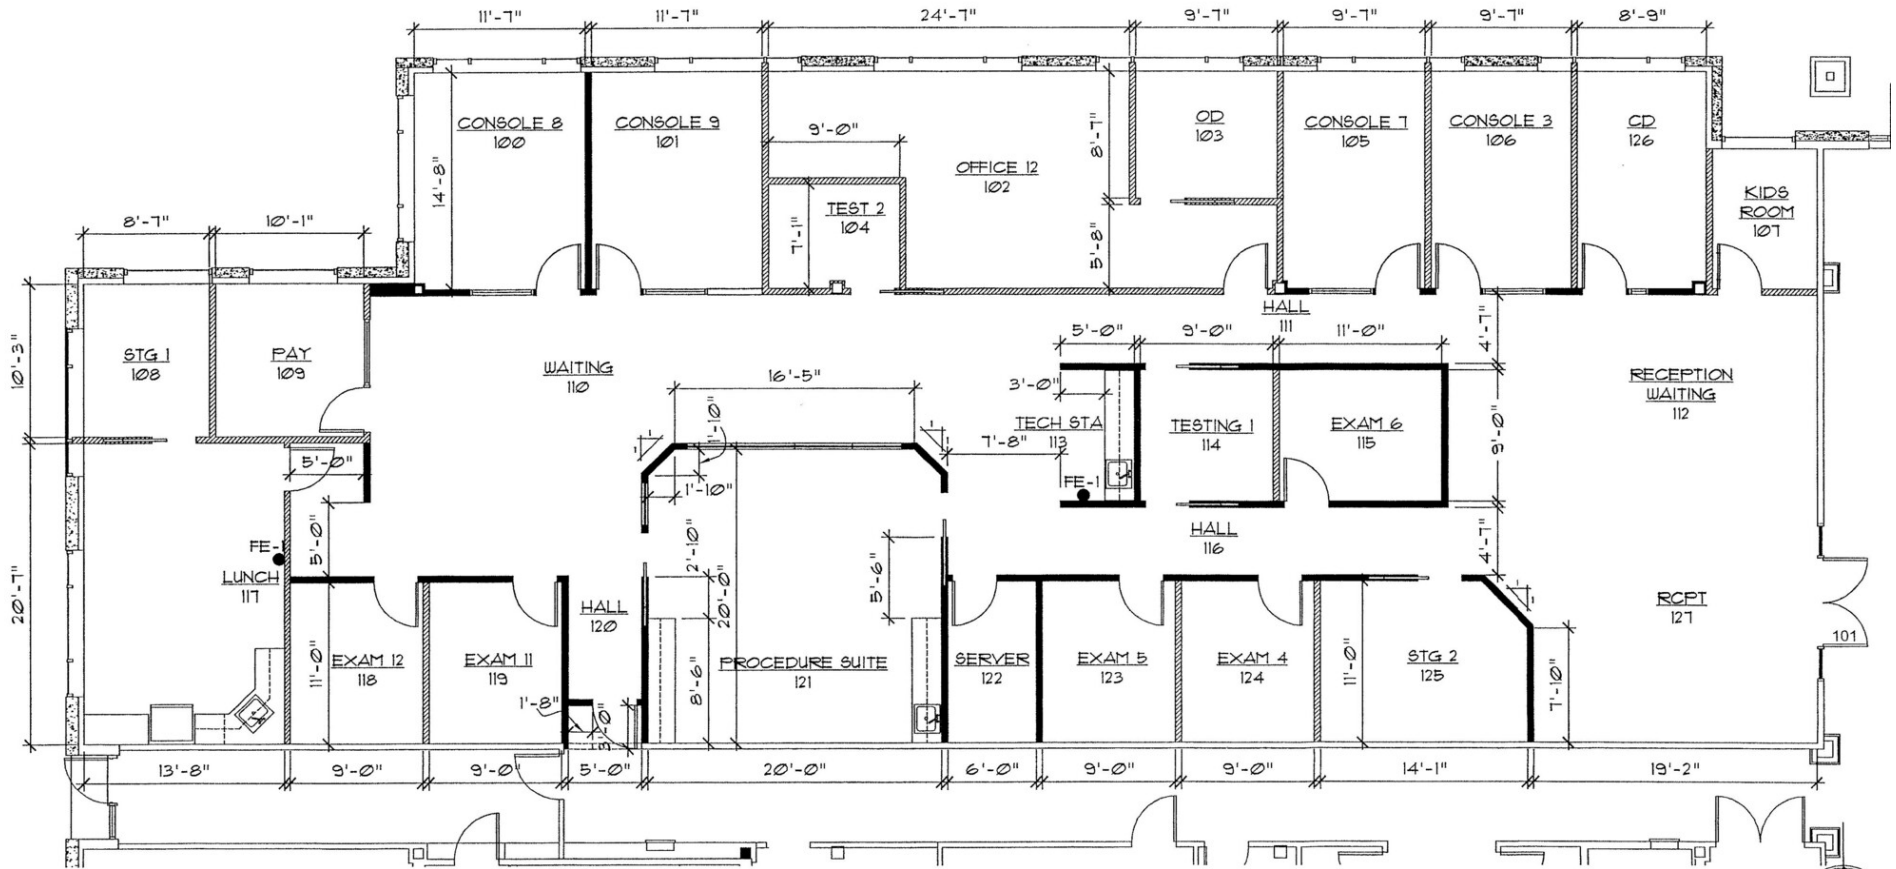 11'-7"
11'-7"
24'-7"
9'-7"
9'-7"
9'-7"
8'-9"
CONSOLE 8
100
CONSOLE 9
101
9'-0"
OFFICE 12
102
8'-7"
OD
103
CONSOLE 7
105
CONSOLE 3
106
CD
126
14'-8"
KIDS
ROOM
107
TEST 2
104
7'-1"
5'-8"
8'-7"
10'-1"
HALL
111
10'-3"
STG 1
108
PAY
109
WAITING
110
16'-5"
5'-0"
9'-0"
11'-0"
4'-7"
3'-0"
RECEPTION
WAITING
112
1'-10"
TECH STA
113
7'-8"
TESTING 1
114
EXAM 6
115
9'-0"
5'-0"
1'-10"
FE-1
5'-0"
HALL
116
4'-7"
FE-1
LUNCH
117
2'-10"
20'-0"
5'-6"
20'-7"
HALL
120
RCPT
127
101
11'-0"
EXAM 12
118
EXAM 11
119
PROCEDURE SUITE
121
SERVER
122
EXAM 5
123
EXAM 4
124
11'-0"
STG 2
125
7'-10"
8'-6"
1'-8"
3'-0"
13'-8"
9'-0"
9'-0"
5'-0"
20'-0"
6'-0"
9'-0"
9'-0"
14'-1"
19'-2"